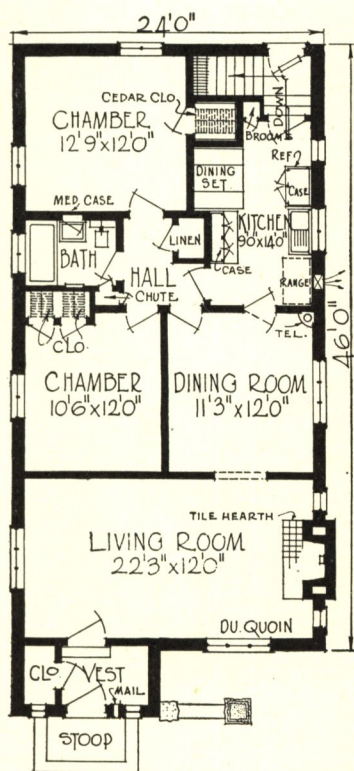 24'0"
CEDAR CLO.
CHAMBER
12'9"x12'0"
DOWN
BROOMS
REF.
DINING
SET.
CASE
MED. CASE
LINEN
KITCHEN
9'0"x14'0"
BATH
CASE
HALL
CHUTE
RANGE
CLO.
TEL.
46'0"
CHAMBER
10'6"x12'0"
DINING ROOM
11'3"x12'0"
TILE HEARTH
LIVING ROOM
22'3"x12'0"
DU QUOIN
CLO.
VEST
MAIL
STOOP